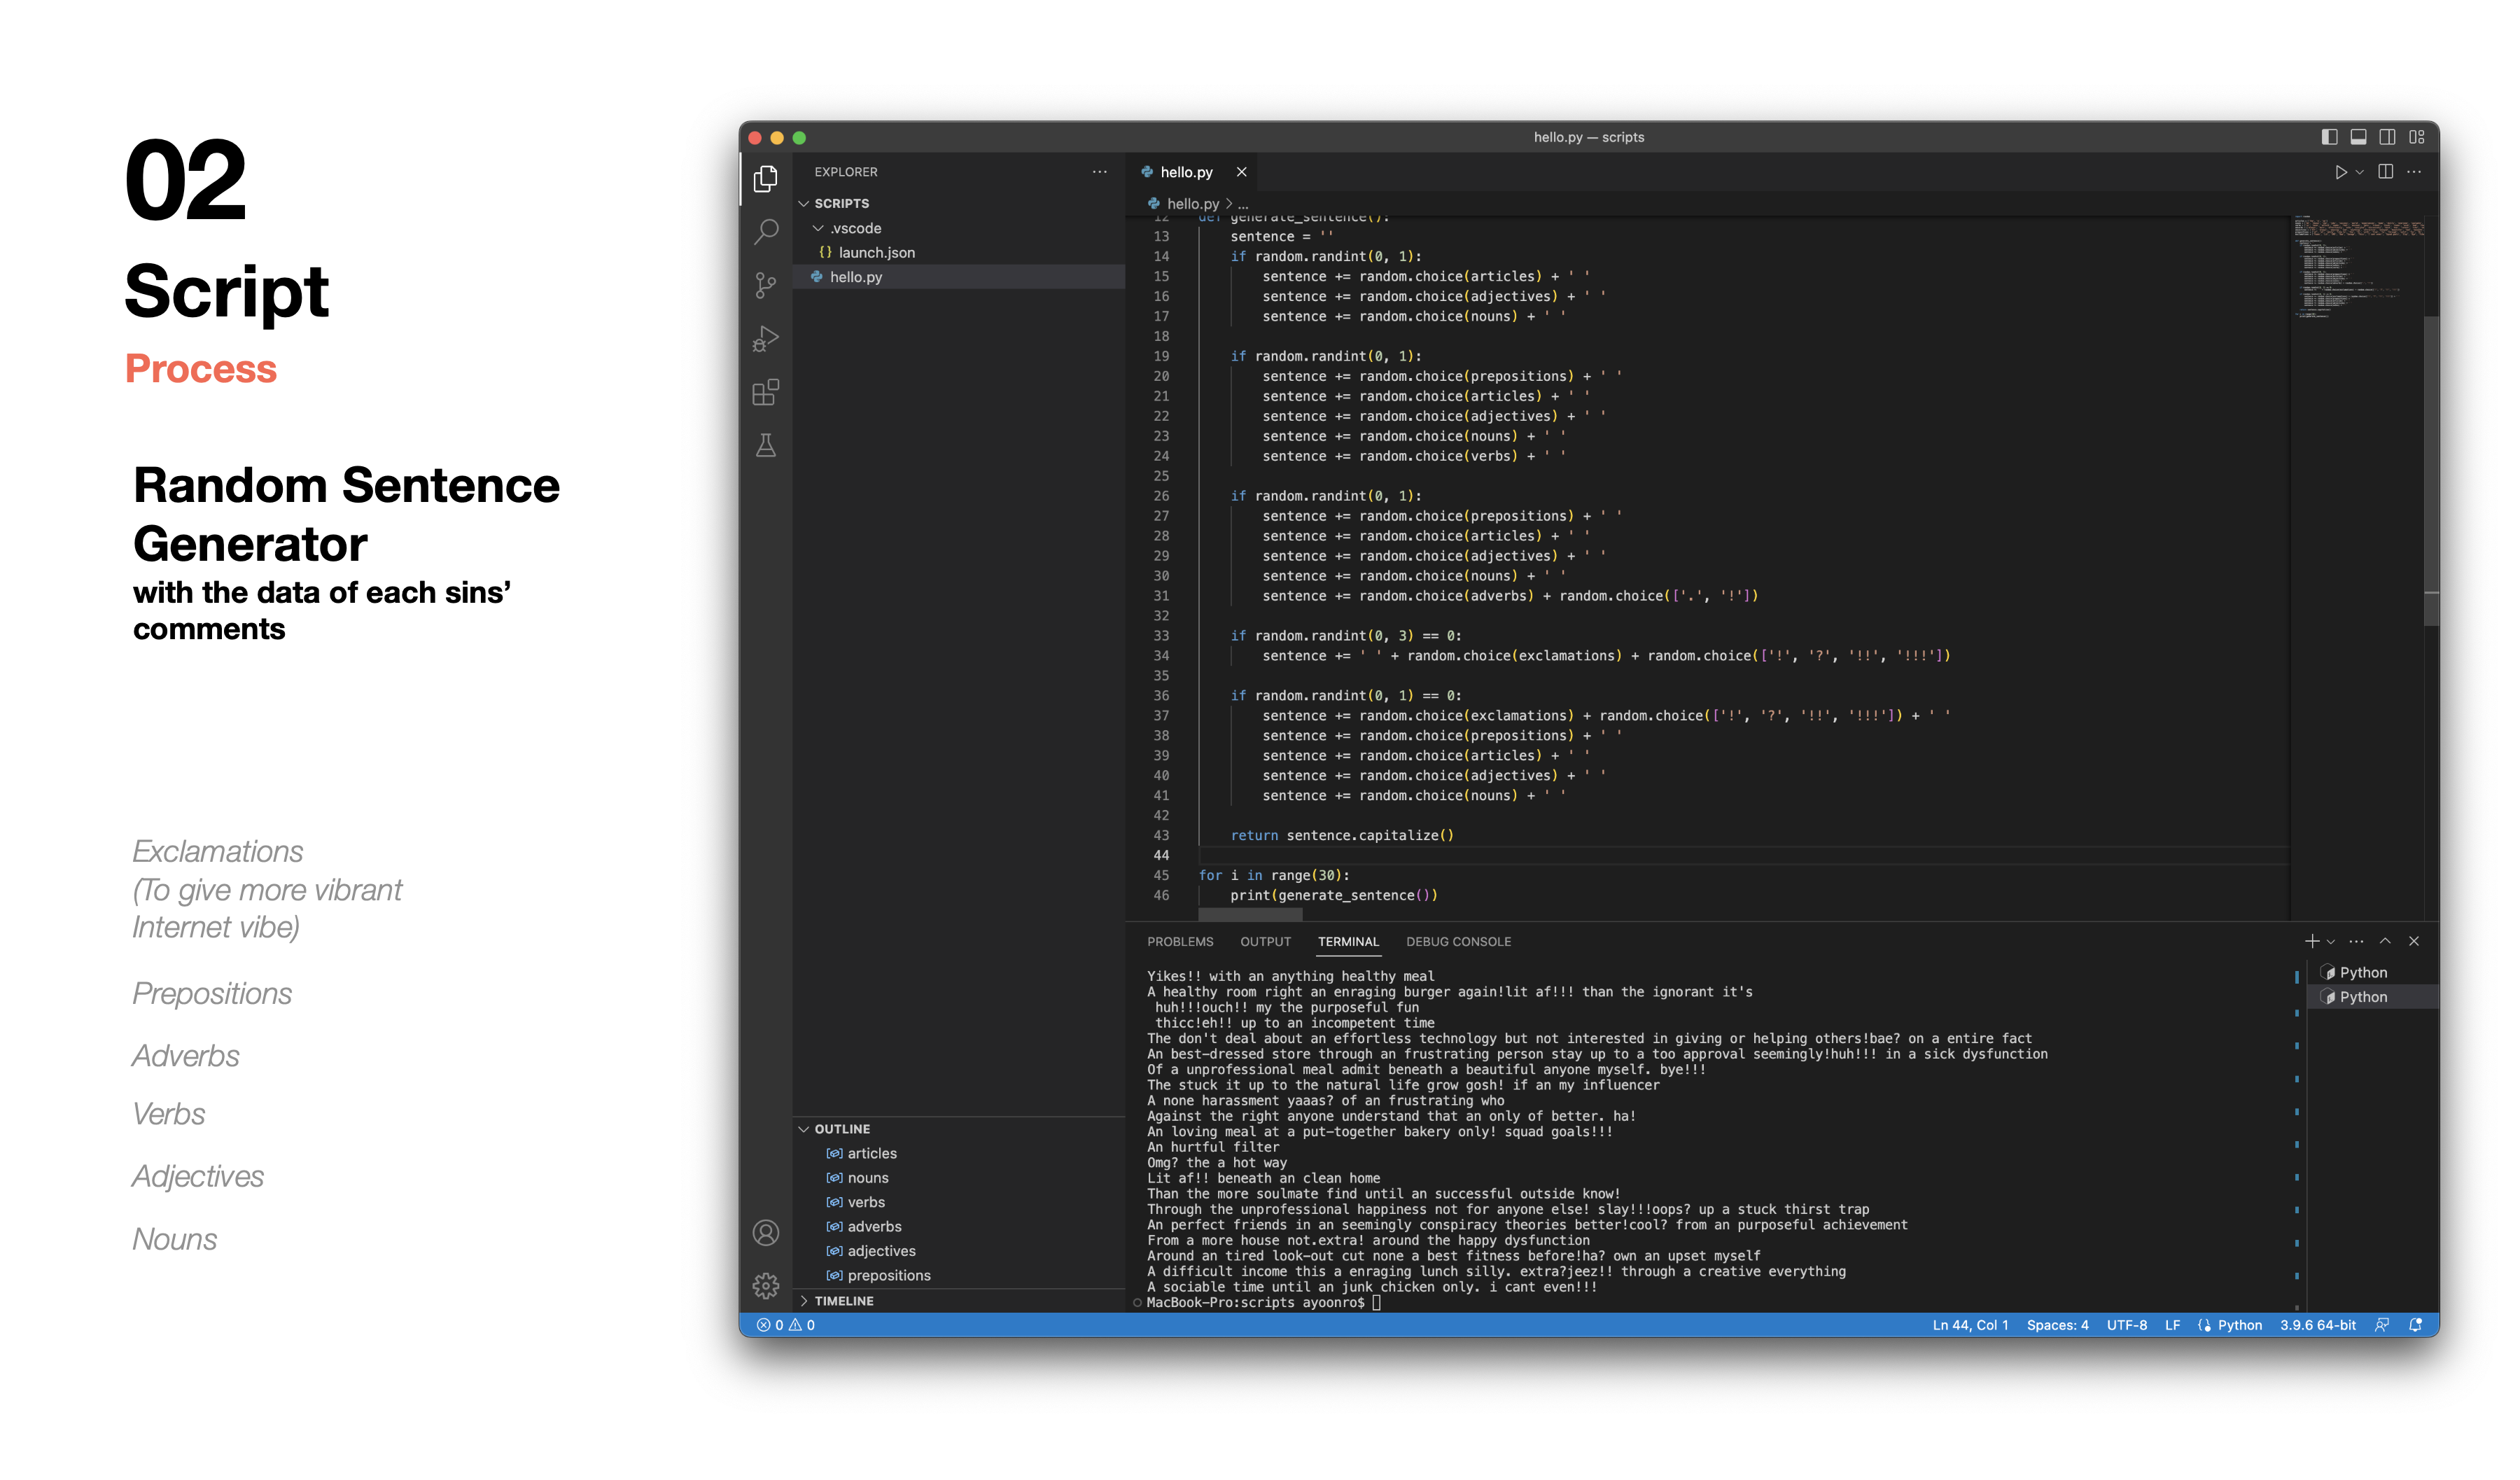 02
Script
Process
Random Sentence
Generator
with the data of each sins’
comments
Exclamations
(To give more vibrant
Internet vibe)
Prepositions
Adverbs
Verbs
Adjectives
Nouns
hello.py — scripts
EXPLORER
SCRIPTS
.vscode
{} launch.json
hello.py
OUTLINE
articles
nouns
verbs
adverbs
adjectives
prepositions
TIMELINE
hello.py
hello.py > ...
12 def generate_sentence():
13     sentence = ''
14     if random.randint(0, 1):
15         sentence += random.choice(articles) + ' '
16         sentence += random.choice(adjectives) + ' '
17         sentence += random.choice(nouns) + ' '
18
19     if random.randint(0, 1):
20         sentence += random.choice(prepositions) + ' '
21         sentence += random.choice(articles) + ' '
22         sentence += random.choice(adjectives) + ' '
23         sentence += random.choice(nouns) + ' '
24         sentence += random.choice(verbs) + ' '
25
26     if random.randint(0, 1):
27         sentence += random.choice(prepositions) + ' '
28         sentence += random.choice(articles) + ' '
29         sentence += random.choice(adjectives) + ' '
30         sentence += random.choice(nouns) + ' '
31         sentence += random.choice(adverbs) + random.choice(['.', '!'])
32
33     if random.randint(0, 3) == 0:
34         sentence += ' ' + random.choice(exclamations) + random.choice(['!', '?', '!!', '!!!'])
35
36     if random.randint(0, 1) == 0:
37         sentence += random.choice(exclamations) + random.choice(['!', '?', '!!', '!!!']) + ' '
38         sentence += random.choice(prepositions) + ' '
39         sentence += random.choice(articles) + ' '
40         sentence += random.choice(adjectives) + ' '
41         sentence += random.choice(nouns) + ' '
42
43     return sentence.capitalize()
44
45 for i in range(30):
46     print(generate_sentence())
PROBLEMS OUTPUT TERMINAL DEBUG CONSOLE
Yikes!! with an anything healthy meal
A healthy room right an enraging burger again!lit af!!! than the ignorant it's
 huh!!!ouch!! my the purposeful fun
 thicc!eh!! up to an incompetent time
The don't deal about an effortless technology but not interested in giving or helping others!bae? on a entire fact
An best-dressed store through an frustrating person stay up to a too approval seemingly!huh!!! in a sick dysfunction
Of a unprofessional meal admit beneath a beautiful anyone myself. bye!!!
The stuck it up to the natural life grow gosh! if an my influencer
A none harassment yaaas? of an frustrating who
Against the right anyone understand that an only of better. ha!
An loving meal at a put-together bakery only! squad goals!!!
An hurtful filter
Omg? the a hot way
Lit af!! beneath an clean home
Than the more soulmate find until an successful outside know!
Through the unprofessional happiness not for anyone else! slay!!!oops? up a stuck thirst trap
An perfect friends in an seemingly conspiracy theories better!cool? from an purposeful achievement
From a more house not.extra! around the happy dysfunction
Around an tired look-out cut none a best fitness before!ha? own an upset myself
A difficult income this a enraging lunch silly. extra?jeez!! through a creative everything
A sociable time until an junk chicken only. i cant even!!!
MacBook-Pro:scripts ayoonro$
Python
Python
0 0
Ln 44, Col 1 Spaces: 4 UTF-8 LF Python 3.9.6 64-bit